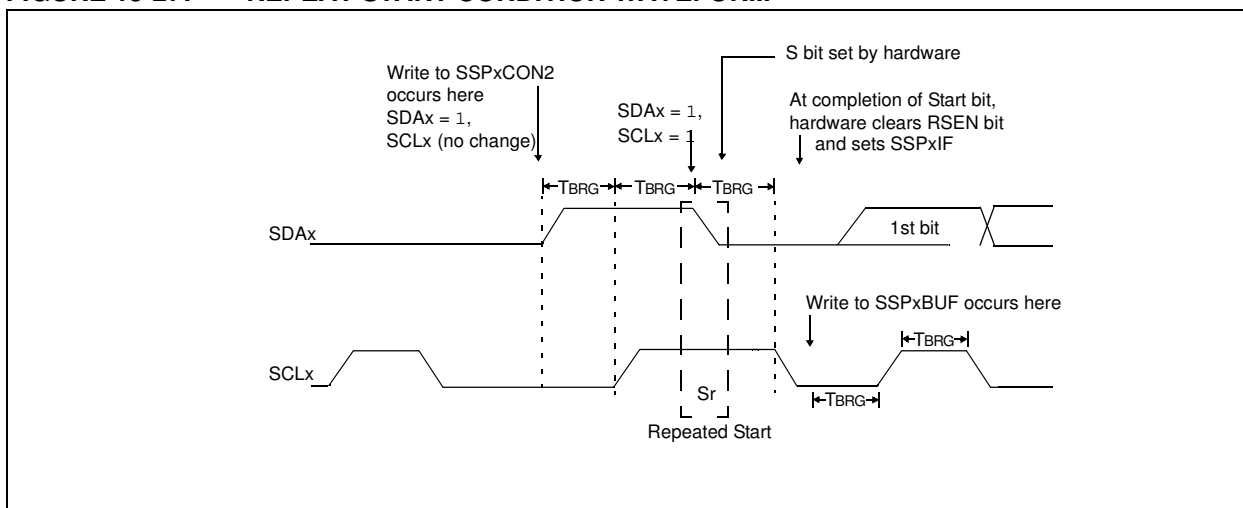 FIGURE REPEAT START CONDITION WAVEFORM
S bit set by hardware
Write to SSPxCON2
occurs here
SDAx = 1,
SCLx (no change)
SDAx = 1,
SCLx = 1
At completion of Start bit,
hardware clears RSEN bit
and sets SSPxIF
TBRG TBRG TBRG
SDAx
1st bit
Write to SSPxBUF occurs here
TBRG
SCLx
Sr
TBRG
Repeated Start